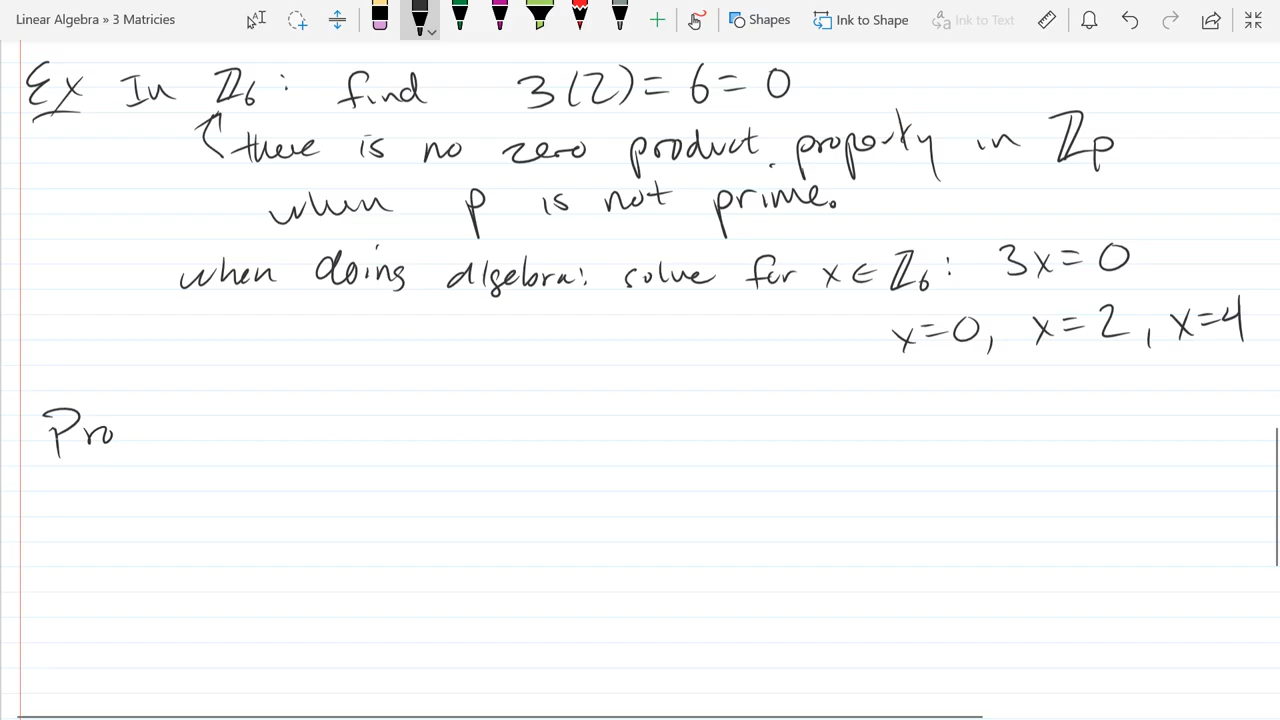 Linear Algebra » 3 Matricies
Shapes
Ink to Shape
Ink to Text
Ex In ℤ₆: find 3(2) = 6 = 0
there is no zero product property in ℤₚ
when p is not prime.
when doing algebra: solve for x ∈ ℤ₆: 3x = 0
x=0, x=2, x=4
Pro